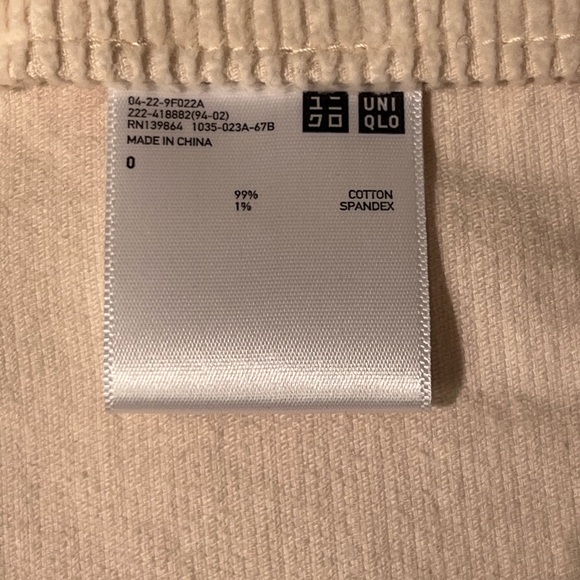 04-22-9F022A
222-418882(94-02)
RN139864 1035-023A-67B
MADE IN CHINA
ユニ
クロ
UNI
QLO
0
99% COTTON
1% SPANDEX